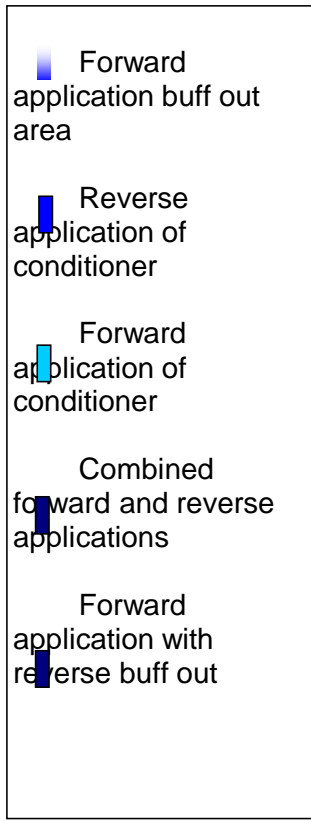 Forward
application buff out
area
Reverse
application of
conditioner
Forward
application of
conditioner
Combined
forward and reverse
applications
Forward
application with
reverse buff out